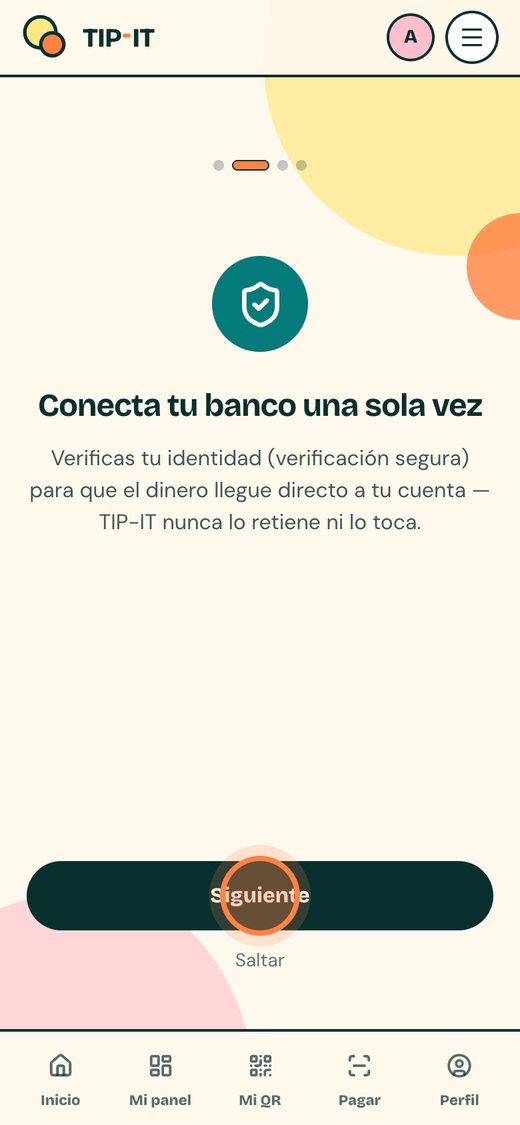 TIP-IT
A
Conecta tu banco una sola vez
Verificas tu identidad (verificación segura)
para que el dinero llegue directo a tu cuenta —
TIP-IT nunca lo retiene ni lo toca.
Siguiente
Saltar
Inicio
Mi panel
Mi QR
Pagar
Perfil